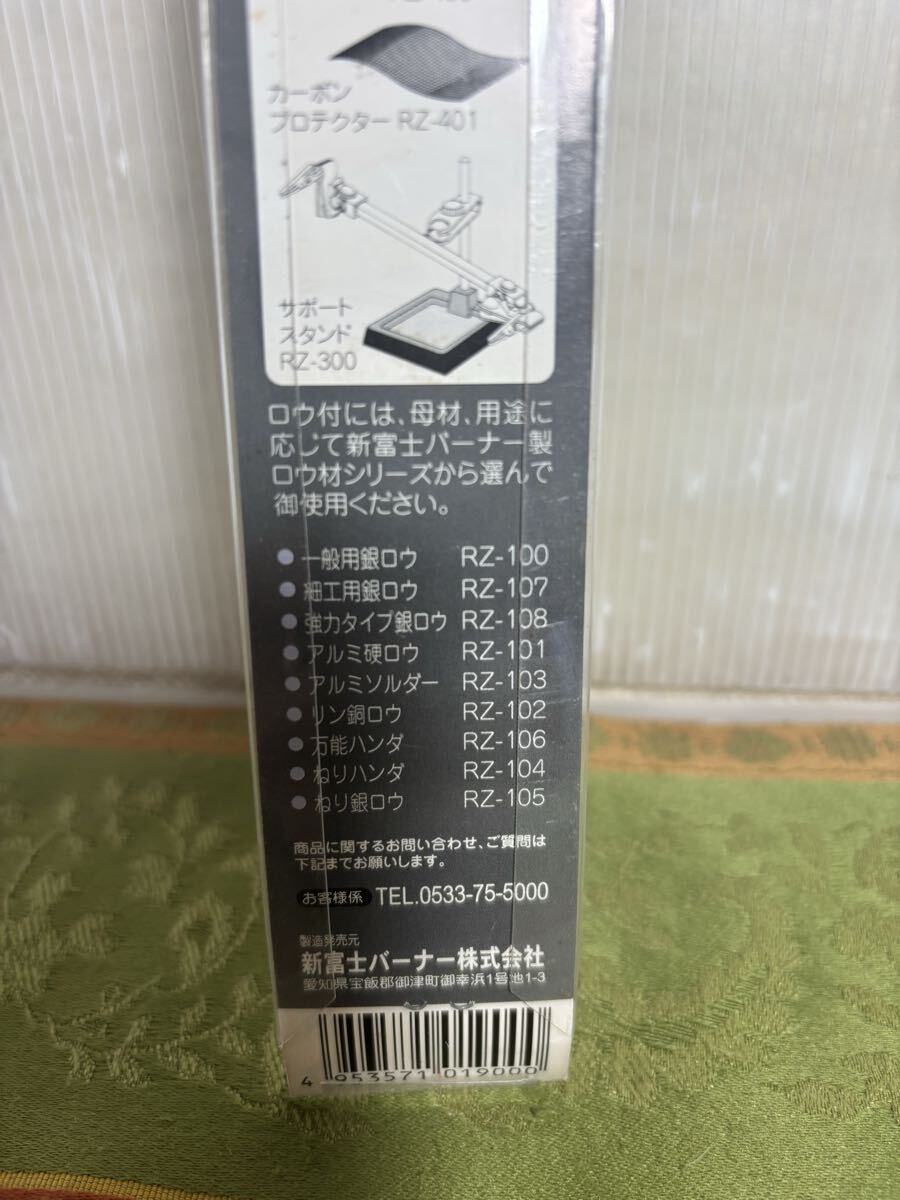 カーボン
プロテクター RZ-401
サポート
スタンド
RZ-300
ロウ付には、母材、用途に
応じて新富士バーナー製
ロウ材シリーズから選んで
御使用ください。
一般用銀ロウ RZ-100
細工用銀ロウ RZ-107
強力タイプ銀ロウ RZ-108
アルミ硬ロウ RZ-101
アルミソルダー RZ-103
リン銅ロウ RZ-102
万能ハンダ RZ-106
ねりハンダ RZ-104
ねり銀ロウ RZ-105
商品に関するお問い合わせ、ご質問は
下記までお願いします。
お客様係 TEL.0533-75-5000
製造発売元
新富士バーナー株式会社
愛知県宝飯郡御津町御幸浜1号地1-3
4 953571 019000